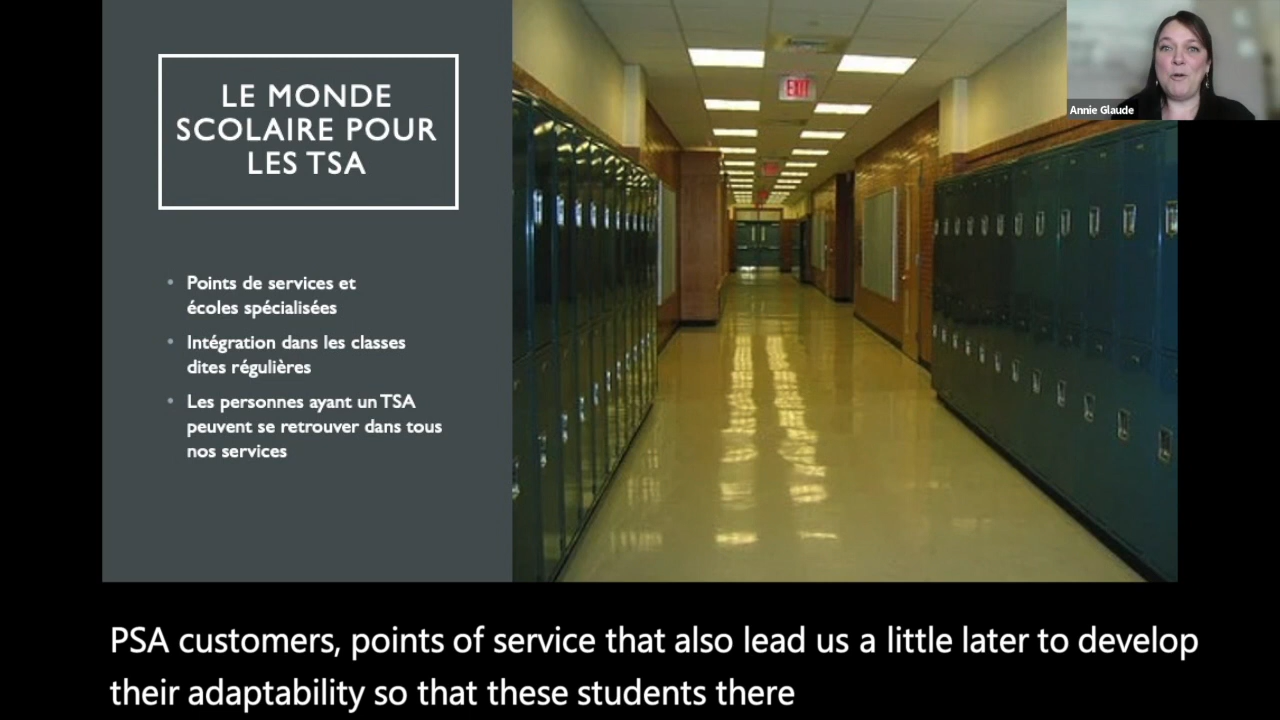 LE MONDE
SCOLAIRE POUR
LES TSA
Points de services et
écoles spécialisées
Intégration dans les classes
dites régulières
Les personnes ayant un TSA
peuvent se retrouver dans tous
nos services
EXIT
Annie Glaude
PSA customers, points of service that also lead us a little later to develop
their adaptability so that these students there